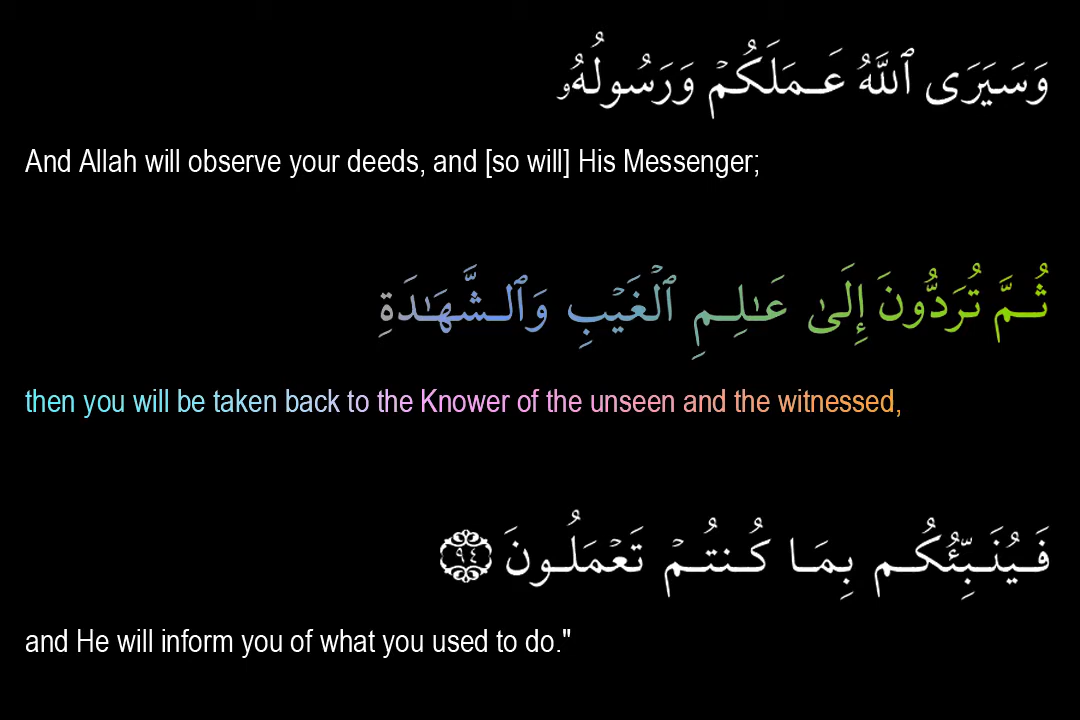 وَسَيَرَى ٱللَّهُ عَمَلَكُمۡ وَرَسُولُهُۥ
And Allah will observe your deeds, and [so will] His Messenger;
ثُمَّ تُرَدُّونَ إِلَىٰ عَـٰلِمِ ٱلۡغَيۡبِ وَٱلشَّهَـٰدَةِ
then you will be taken back to the Knower of the unseen and the witnessed,
فَيُنَبِّئُكُم بِمَا كُنتُمۡ تَعۡمَلُونَ ٩٤
and He will inform you of what you used to do."